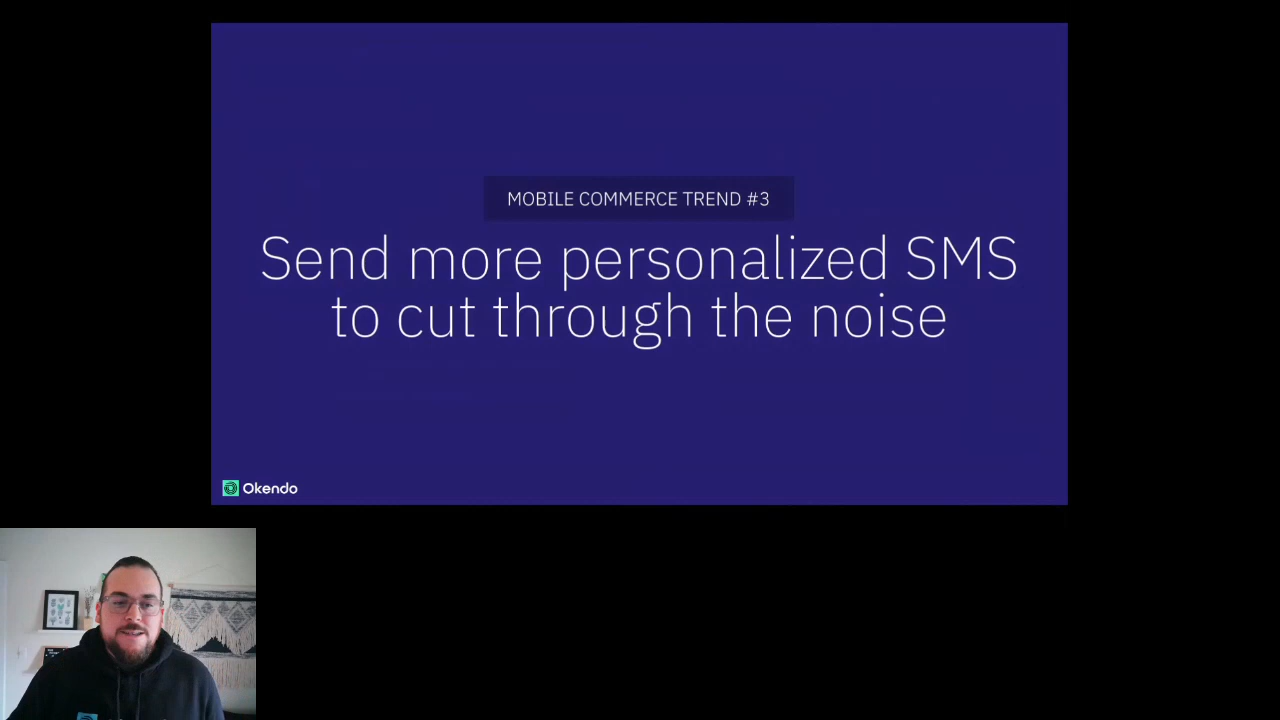 MOBILE COMMERCE TREND #3
Send more personalized SMS
to cut through the noise
Okendo